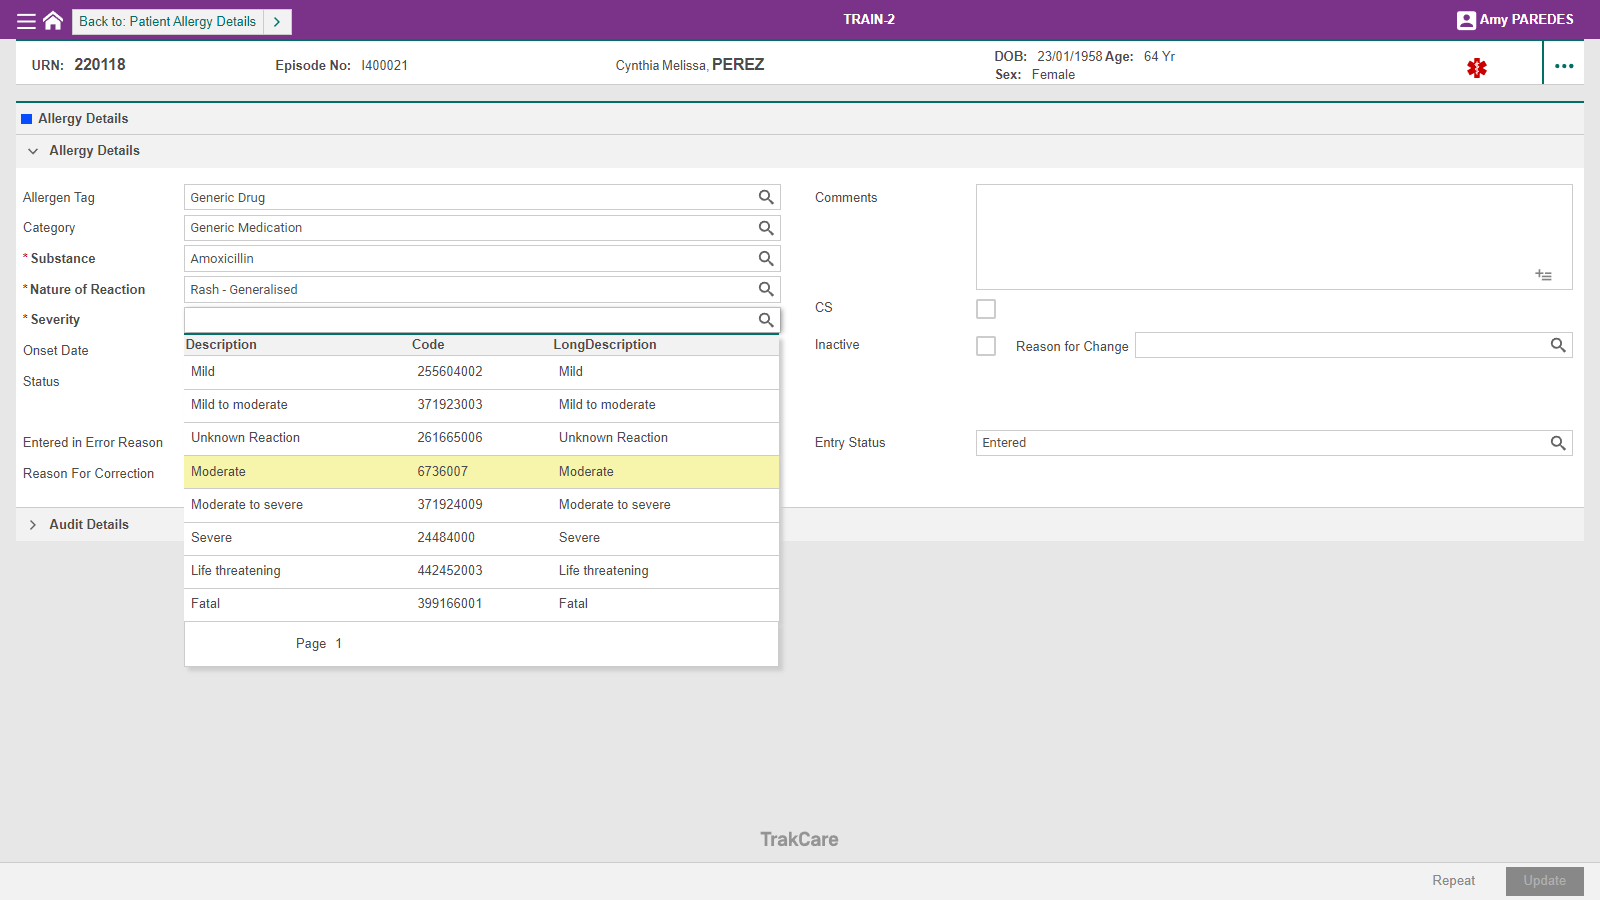 Back to: Patient Allergy Details
TRAIN-2
Amy PAREDES
URN: 220118
Episode No: I400021
Cynthia Melissa, PEREZ
DOB: 23/01/1958 Age: 64 Yr
Sex: Female
Allergy Details
Allergy Details
Allergen Tag Generic Drug
Category Generic Medication
* Substance Amoxicillin
* Nature of Reaction Rash - Generalised
* Severity
Description Code LongDescription
Mild 255604002 Mild
Mild to moderate 371923003 Mild to moderate
Unknown Reaction 261665006 Unknown Reaction
Moderate 6736007 Moderate
Moderate to severe 371924009 Moderate to severe
Severe 24484000 Severe
Life threatening 442452003 Life threatening
Fatal 399166001 Fatal
Page 1
Onset Date
Status
Entered in Error Reason
Reason For Correction
Comments
CS
Inactive Reason for Change
Entry Status Entered
Audit Details
TrakCare
Repeat
Update